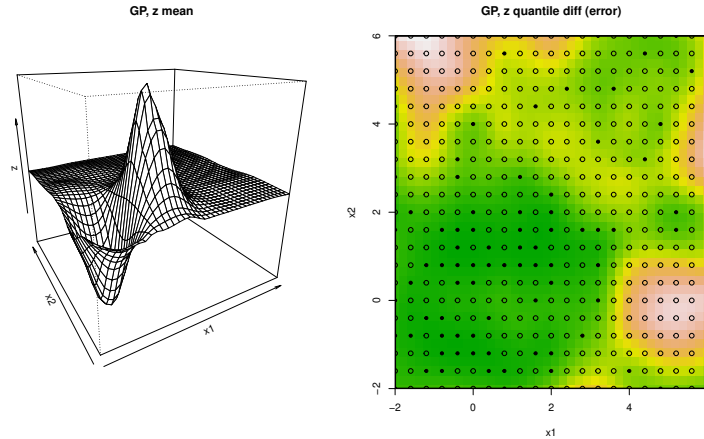 GP, z mean
z
x2
x1
GP, z quantile diff (error)
6
4
2
0
−2
x2
−2 0 2 4
x1